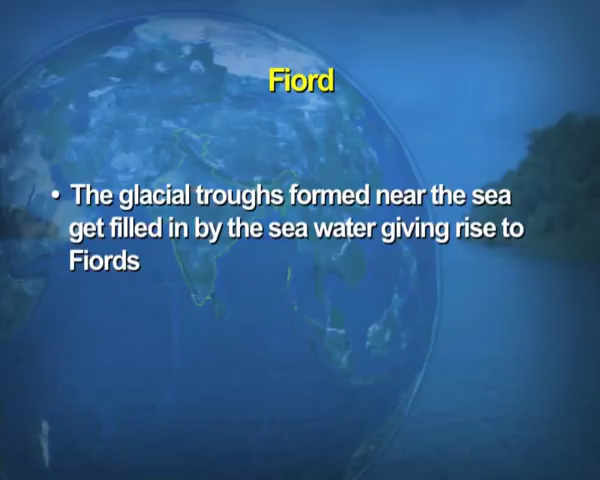 Fiord
• The glacial troughs formed near the sea
get filled in by the sea water giving rise to
Fiords